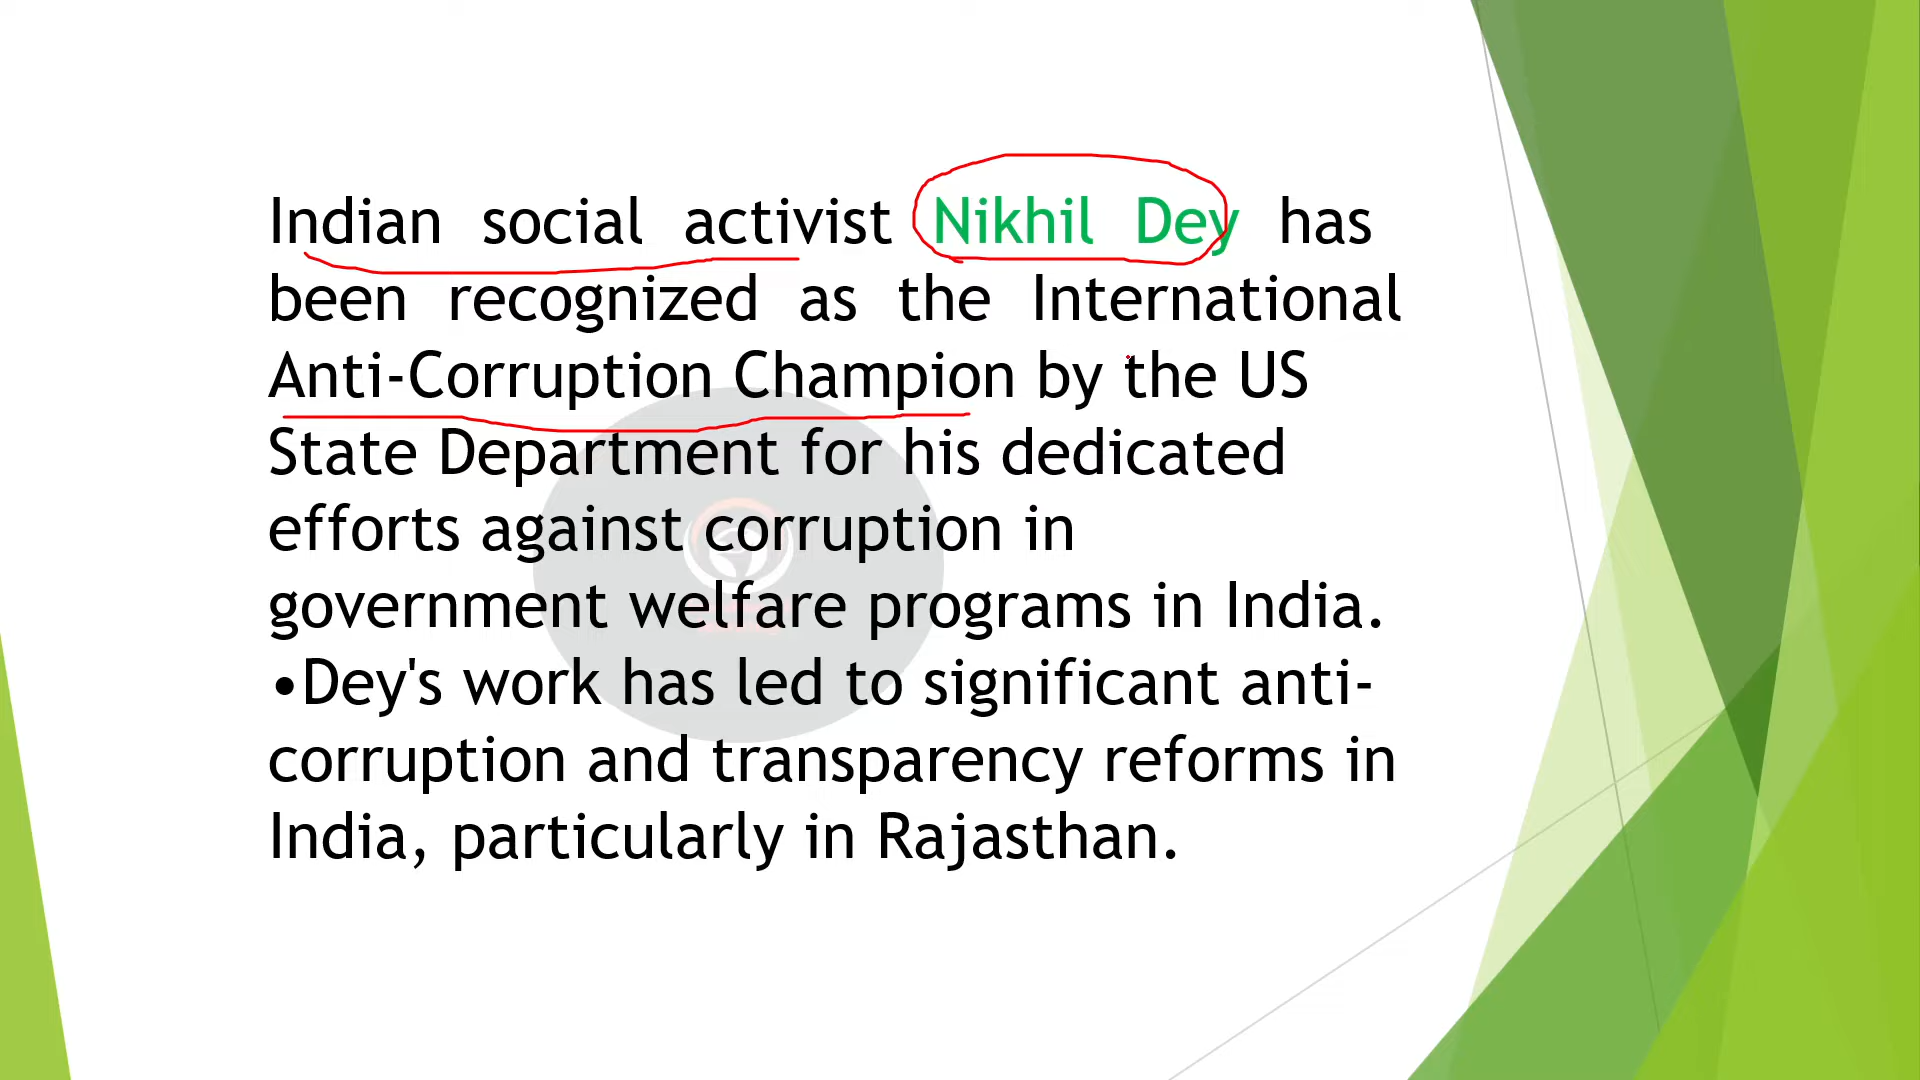 Indian social activist Nikhil Dey has
been recognized as the International
Anti-Corruption Champion by the US
State Department for his dedicated
efforts against corruption in
government welfare programs in India.
•Dey's work has led to significant anti-
corruption and transparency reforms in
India, particularly in Rajasthan.